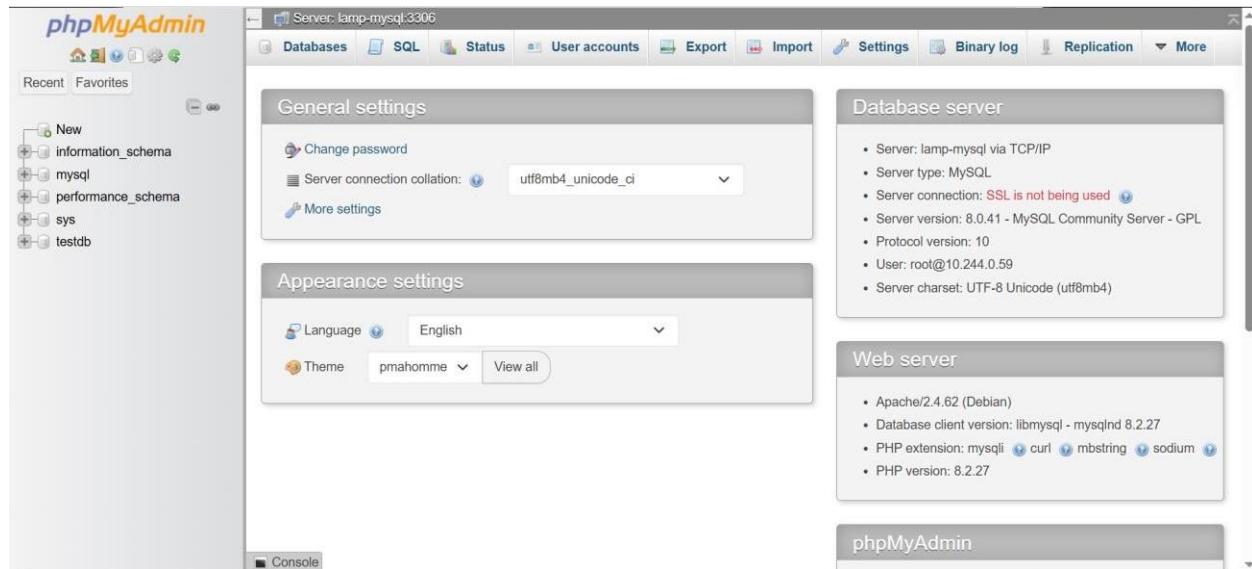 phpMyAdmin
Recent Favorites
New
information_schema
mysql
performance_schema
sys
testdb
Server: lamp-mysql:3306
Databases SQL Status User accounts Export Import Settings Binary log Replication More
General settings
Change password
Server connection collation: utf8mb4_unicode_ci
More settings
Appearance settings
Language English
Theme pmahomme View all
Database server
Server: lamp-mysql via TCP/IP
Server type: MySQL
Server connection: SSL is not being used
Server version: 8.0.41 - MySQL Community Server - GPL
Protocol version: 10
User: root@10.244.0.59
Server charset: UTF-8 Unicode (utf8mb4)
Web server
Apache/2.4.62 (Debian)
Database client version: libmysql - mysqlnd 8.2.27
PHP extension: mysqli curl mbstring sodium
PHP version: 8.2.27
phpMyAdmin
Console